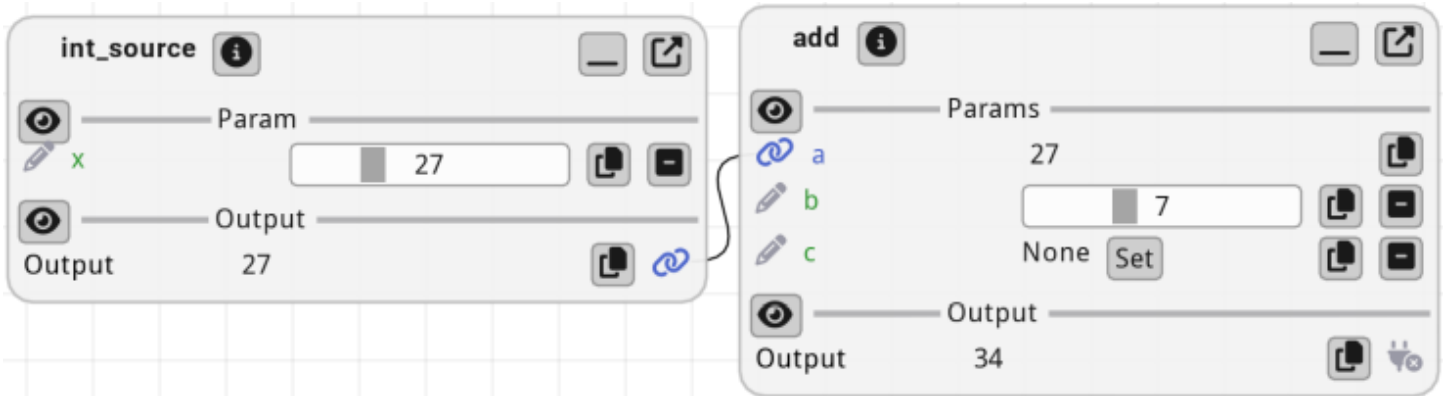 int_source
Param
x 27
Output
Output 27
add
Params
a 27
b 7
c None Set
Output
Output 34